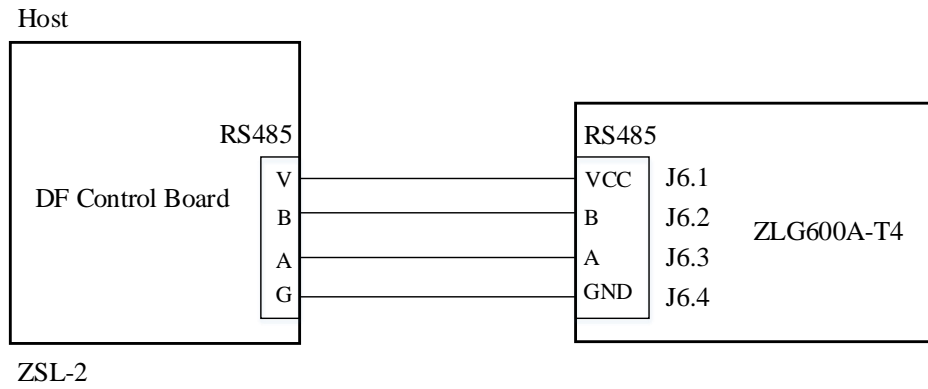 Host
RS485
DF Control Board
V
B
A
G
ZSL-2
RS485
VCC
B
A
GND
J6.1
J6.2
J6.3
J6.4
ZLG600A-T4